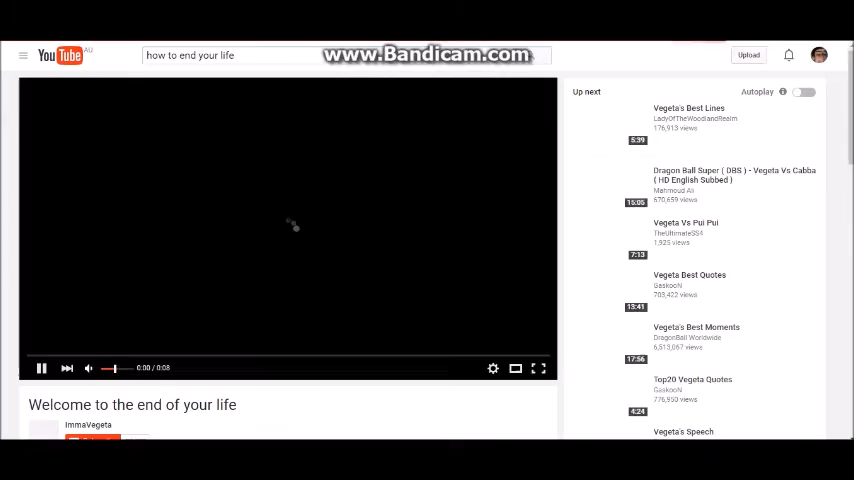 www.Bandicam.com
YouTube AU
how to end your life
Upload
Up next
Autoplay
Vegeta's Best Lines
LadyOfTheWoodlandRealm
176,913 views
5:39
Dragon Ball Super ( DBS ) - Vegeta Vs Cabba
( HD English Subbed )
Mahmoud Ali
670,659 views
15:05
Vegeta Vs Pui Pui
TheUltimateSS4
1,925 views
7:13
Vegeta Best Quotes
GaskooN
703,422 views
13:41
Vegeta's Best Moments
DragonBall Worldwide
6,513,067 views
17:56
Top20 Vegeta Quotes
GaskooN
776,950 views
4:24
Vegeta's Speech
0:00 / 0:08
Welcome to the end of your life
ImmaVegeta